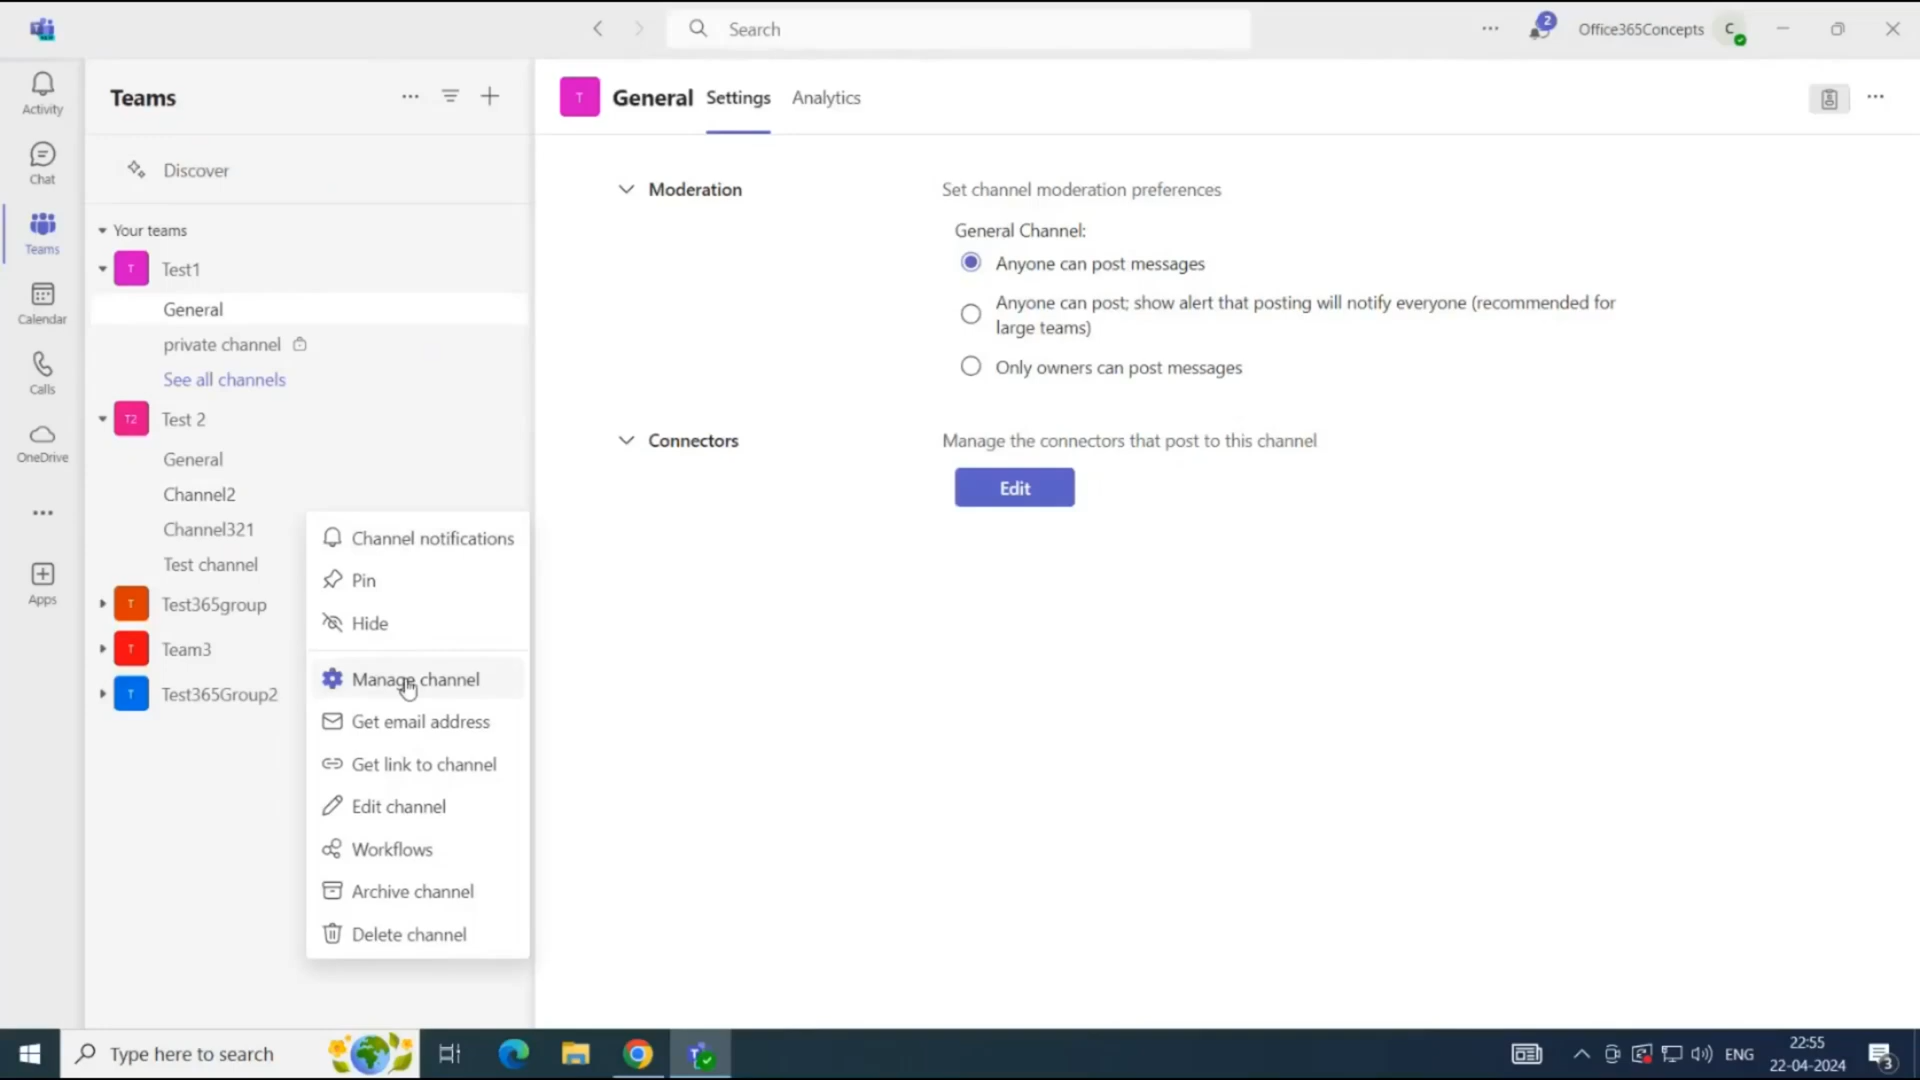 Search
2
Office365Concepts
C
Activity
Chat
Teams
Calendar
Calls
OneDrive
Apps
Teams
Discover
Your teams
T
Test1
General
private channel
See all channels
T2
Test 2
General
Channel2
Channel321
Test channel
T
Test365group
T
Team3
T
Test365Group2
Channel notifications
Pin
Hide
Manage channel
Get email address
Get link to channel
Edit channel
Workflows
Archive channel
Delete channel
T
General
Settings
Analytics
Moderation
Set channel moderation preferences
General Channel:
Anyone can post messages
Anyone can post; show alert that posting will notify everyone (recommended for
large teams)
Only owners can post messages
Connectors
Manage the connectors that post to this channel
Edit
Type here to search
ENG
22:55
22-04-2024
3